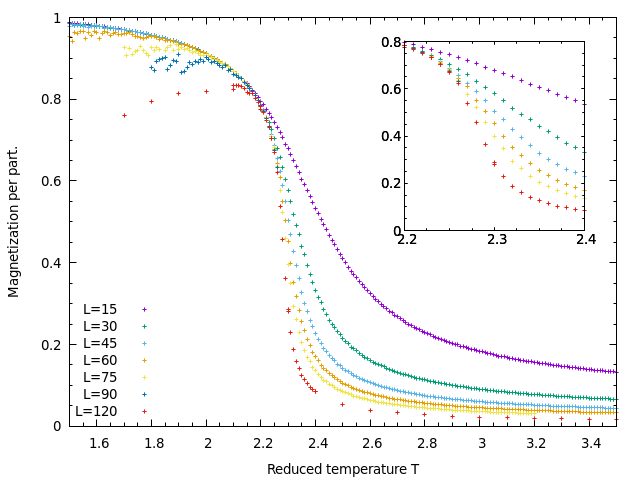 1
0.8
0.6
0.4
0.2
0
Magnetization per part.
0.8
0.6
0.4
0.2
0
2.2
2.3
2.4
L=15
L=30
L=45
L=60
L=75
L=90
L=120
1.6
1.8
2
2.2
2.4
2.6
2.8
3
3.2
3.4
Reduced temperature T